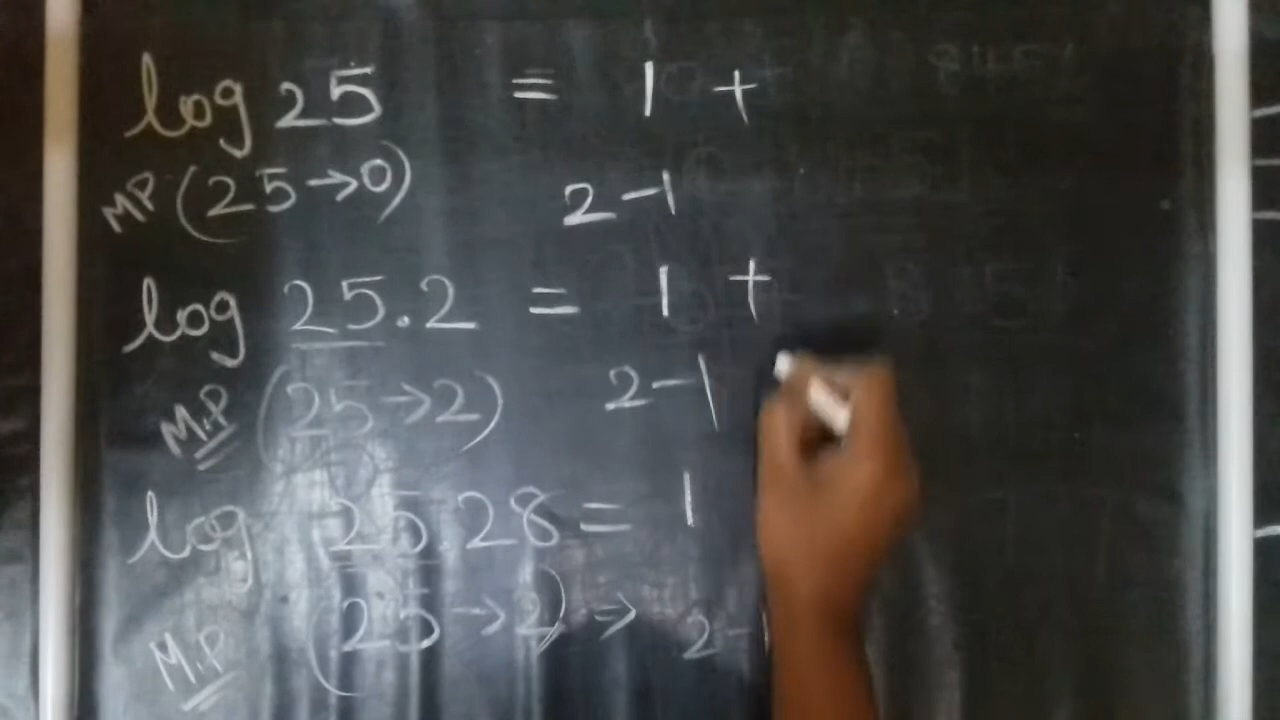 log 25 = 1 +
MP (25→0) 2-1
log 25.2 = 1 +
M.P (25→2) 2-1
log 25.28 = 1
M.P (25→2) ⇒ 2-